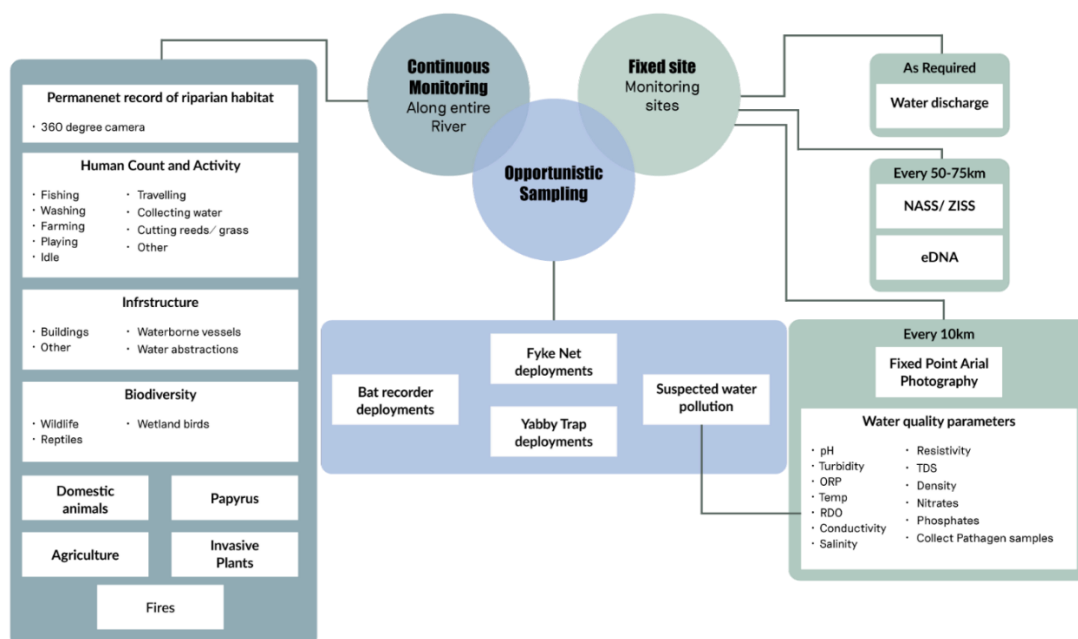 Continuous
Monitoring
Along entire
River
Fixed site
Monitoring
sites
Opportunistic
Sampling
Permanenet record of riparian habitat
· 360 degree camera
Human Count and Activity
· Fishing
· Washing
· Farming
· Playing
· Idle
· Travelling
· Collecting water
· Cutting reeds/ grass
· Other
Infrstructure
· Buildings
· Other
· Waterborne vessels
· Water abstractions
Biodiversity
· Wildlife
· Reptiles
· Wetland birds
Domestic
animals
Papyrus
Agriculture
Invasive
Plants
Fires
Bat recorder
deployments
Fyke Net
deployments
Yabby Trap
deployments
Suspected water
pollution
As Required
Water discharge
Every 50-75km
NASS/ ZISS
eDNA
Every 10km
Fixed Point Arial
Photography
Water quality parameters
· pH
· Turbidity
· ORP
· Temp
· RDO
· Conductivity
· Salinity
· Resistivity
· TDS
· Density
· Nitrates
· Phosphates
· Collect Pathagen samples